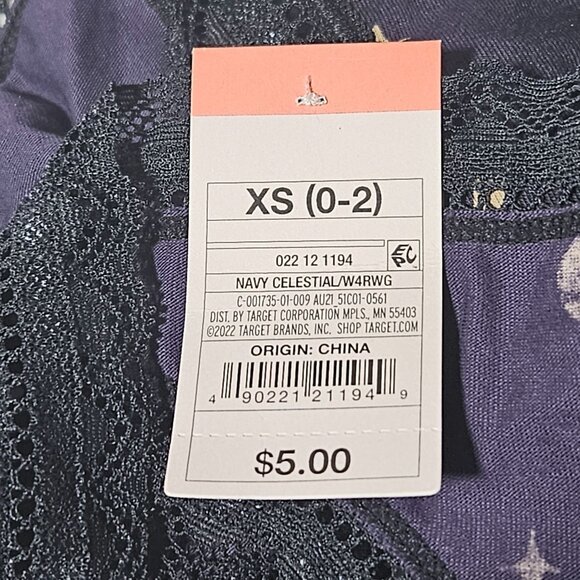 XS (0-2)
022 12 1194
EPC
NAVY CELESTIAL/W4RWG
C-001735-01-009 AU21_51C01-0561
DIST. BY TARGET CORPORATION MPLS., MN 55403
©2022 TARGET BRANDS, INC. SHOP TARGET.COM
ORIGIN: CHINA
4 90221 21194 9
$5.00